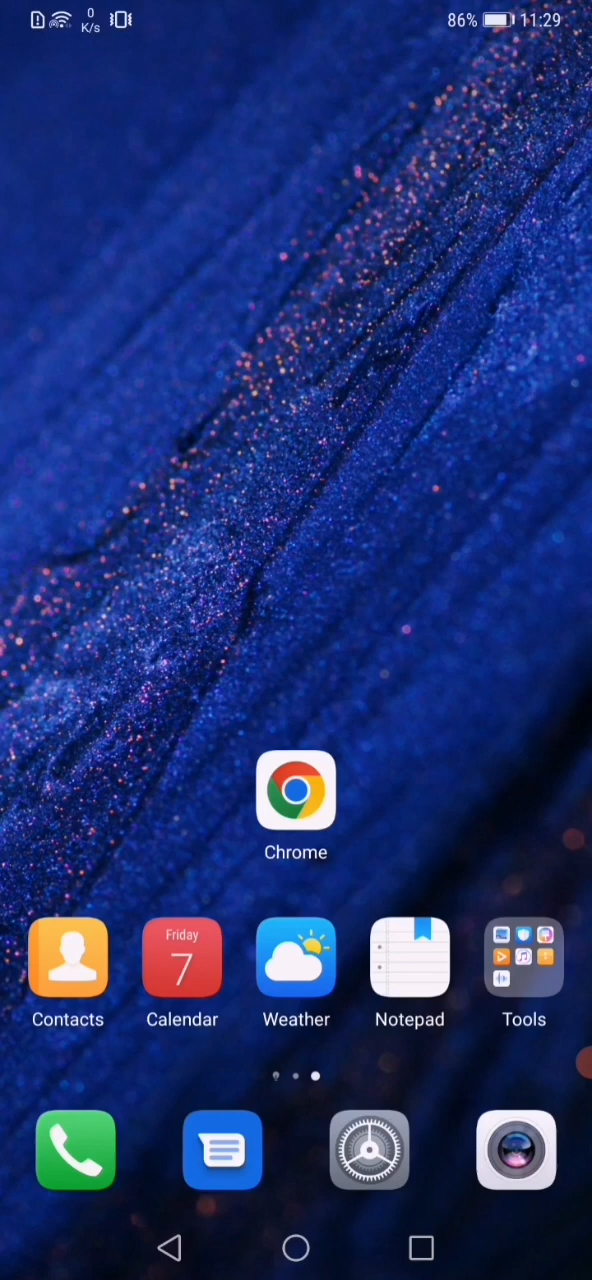 0
K/s
86% 11:29
Chrome
Friday
7
Contacts Calendar Weather Notepad Tools